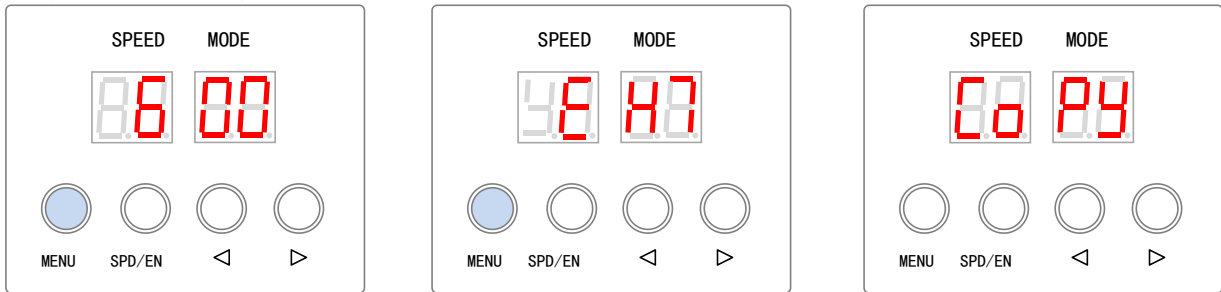 SPEED MODE
6 00
MENU SPD/EN ◁ ▷
SPEED MODE
E H7
MENU SPD/EN ◁ ▷
SPEED MODE
Co PY
MENU SPD/EN ◁ ▷